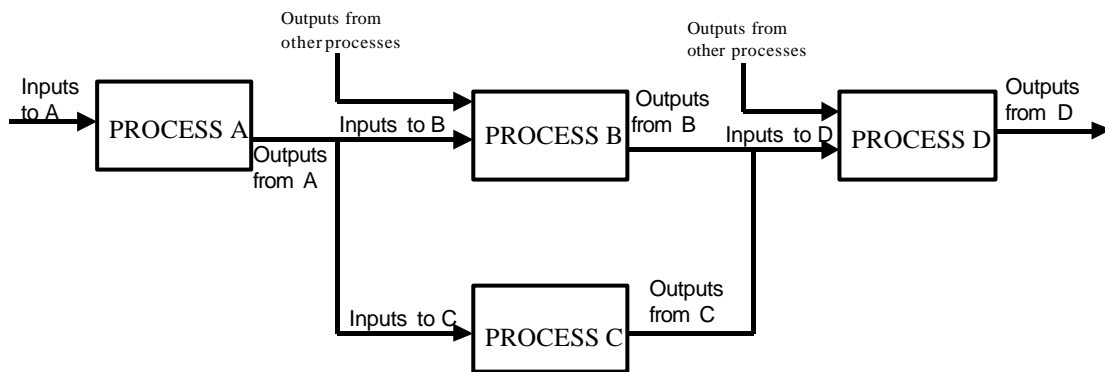 Outputs from
other processes
Outputs from
other processes
Inputs
to A
PROCESS A
Outputs
from A
Inputs to B
PROCESS B
Outputs
from B
Inputs to D
PROCESS D
Outputs
from D
Inputs to C
PROCESS C
Outputs
from C